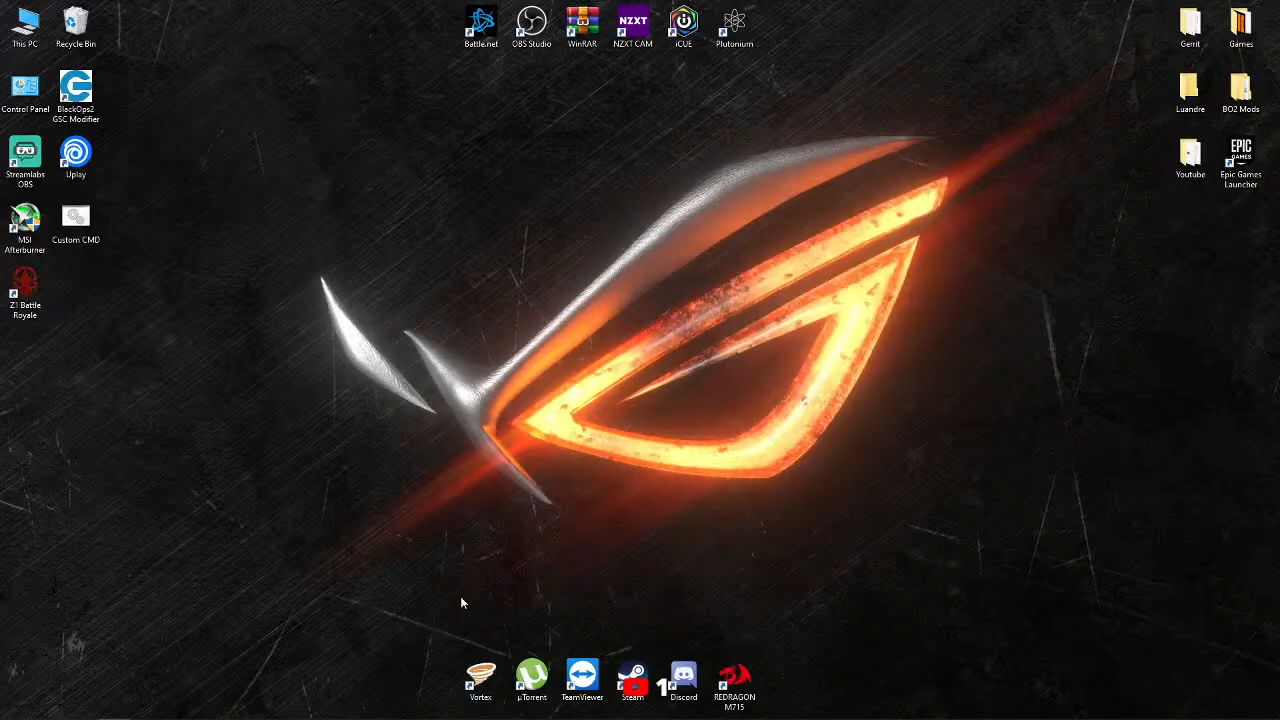 This PC
Recycle Bin
NZXT
Battle.net
OBS Studio
WinRAR
NZXT CAM
iCUE
Plutonium
Gerrit
Games
Control Panel
BlackOps2
GSC Modifier
Luandre
BO2 Mods
Streamlabs
OBS
Uplay
EPIC
GAMES
Youtube
Epic Games
Launcher
MSI
Afterburner
Custom CMD
Z1 Battle
Royale
1
Vortex
µTorrent
TeamViewer
Steam
Discord
REDRAGON
M715